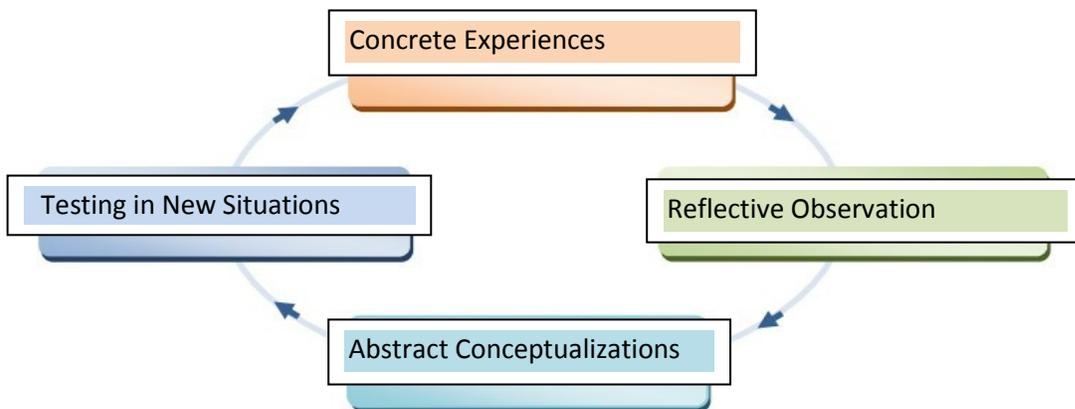 Concrete Experiences
Testing in New Situations
Reflective Observation
Abstract Conceptualizations